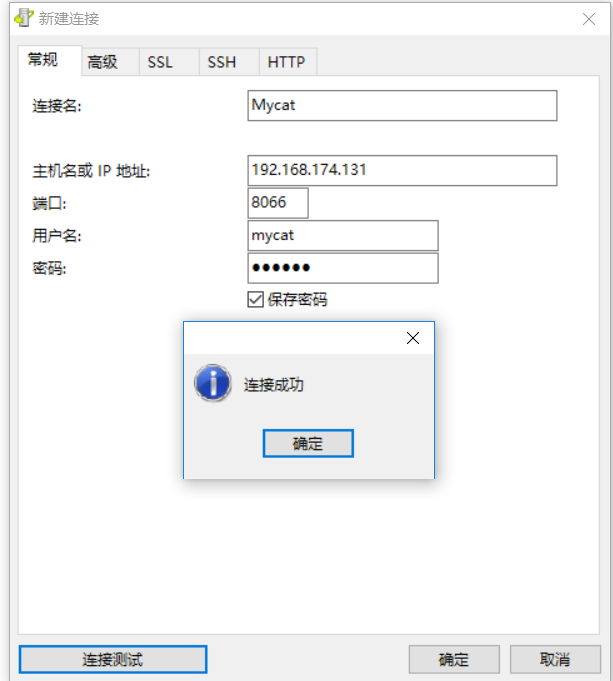 新建连接
常规 高级 SSL SSH HTTP
连接名: Mycat
主机名或 IP 地址: 192.168.174.131
端口: 8066
用户名: mycat
密码: ●●●●●●
保存密码
连接成功
确定
连接测试 确定 取消